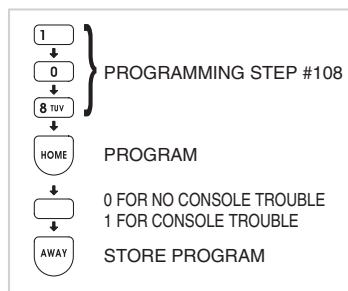 1
0
8 TUV
PROGRAMMING STEP #108
HOME
PROGRAM
0 FOR NO CONSOLE TROUBLE
1 FOR CONSOLE TROUBLE
AWAY
STORE PROGRAM